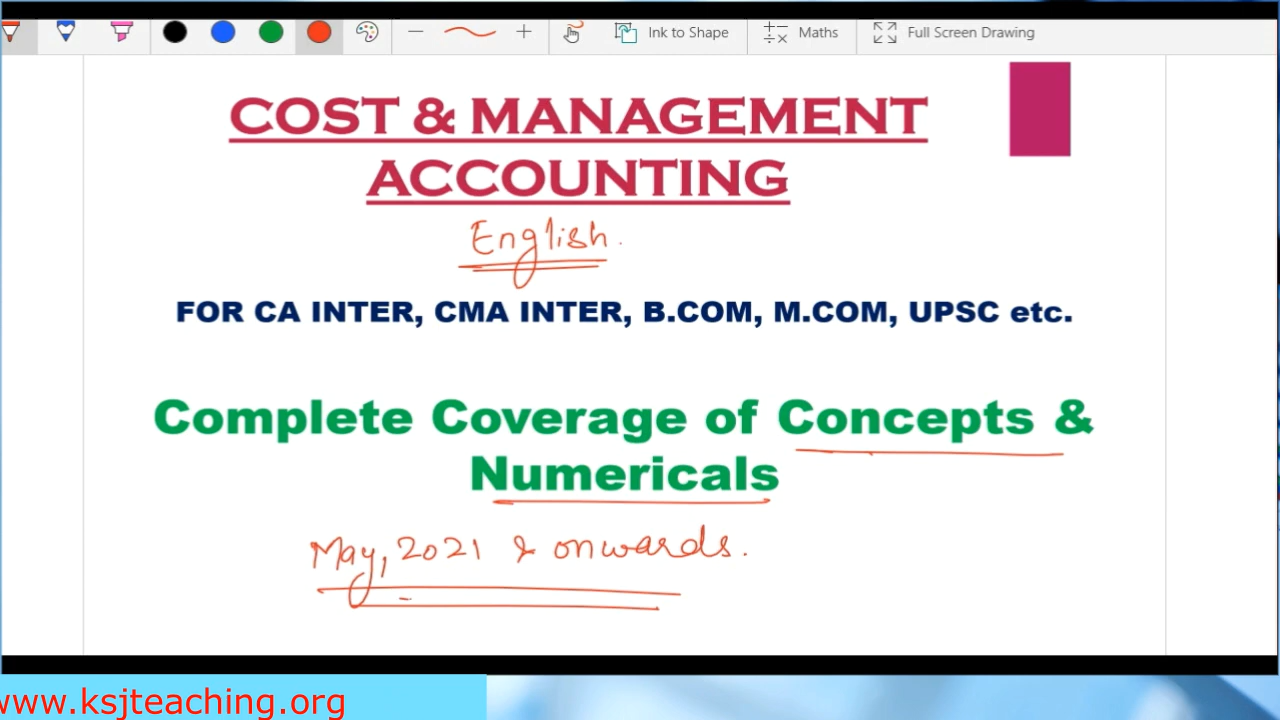 Ink to Shape Maths Full Screen Drawing
COST & MANAGEMENT
ACCOUNTING
English.
FOR CA INTER, CMA INTER, B.COM, M.COM, UPSC etc.
Complete Coverage of Concepts &
Numericals
May, 2021 & onwards.
www.ksjteaching.org